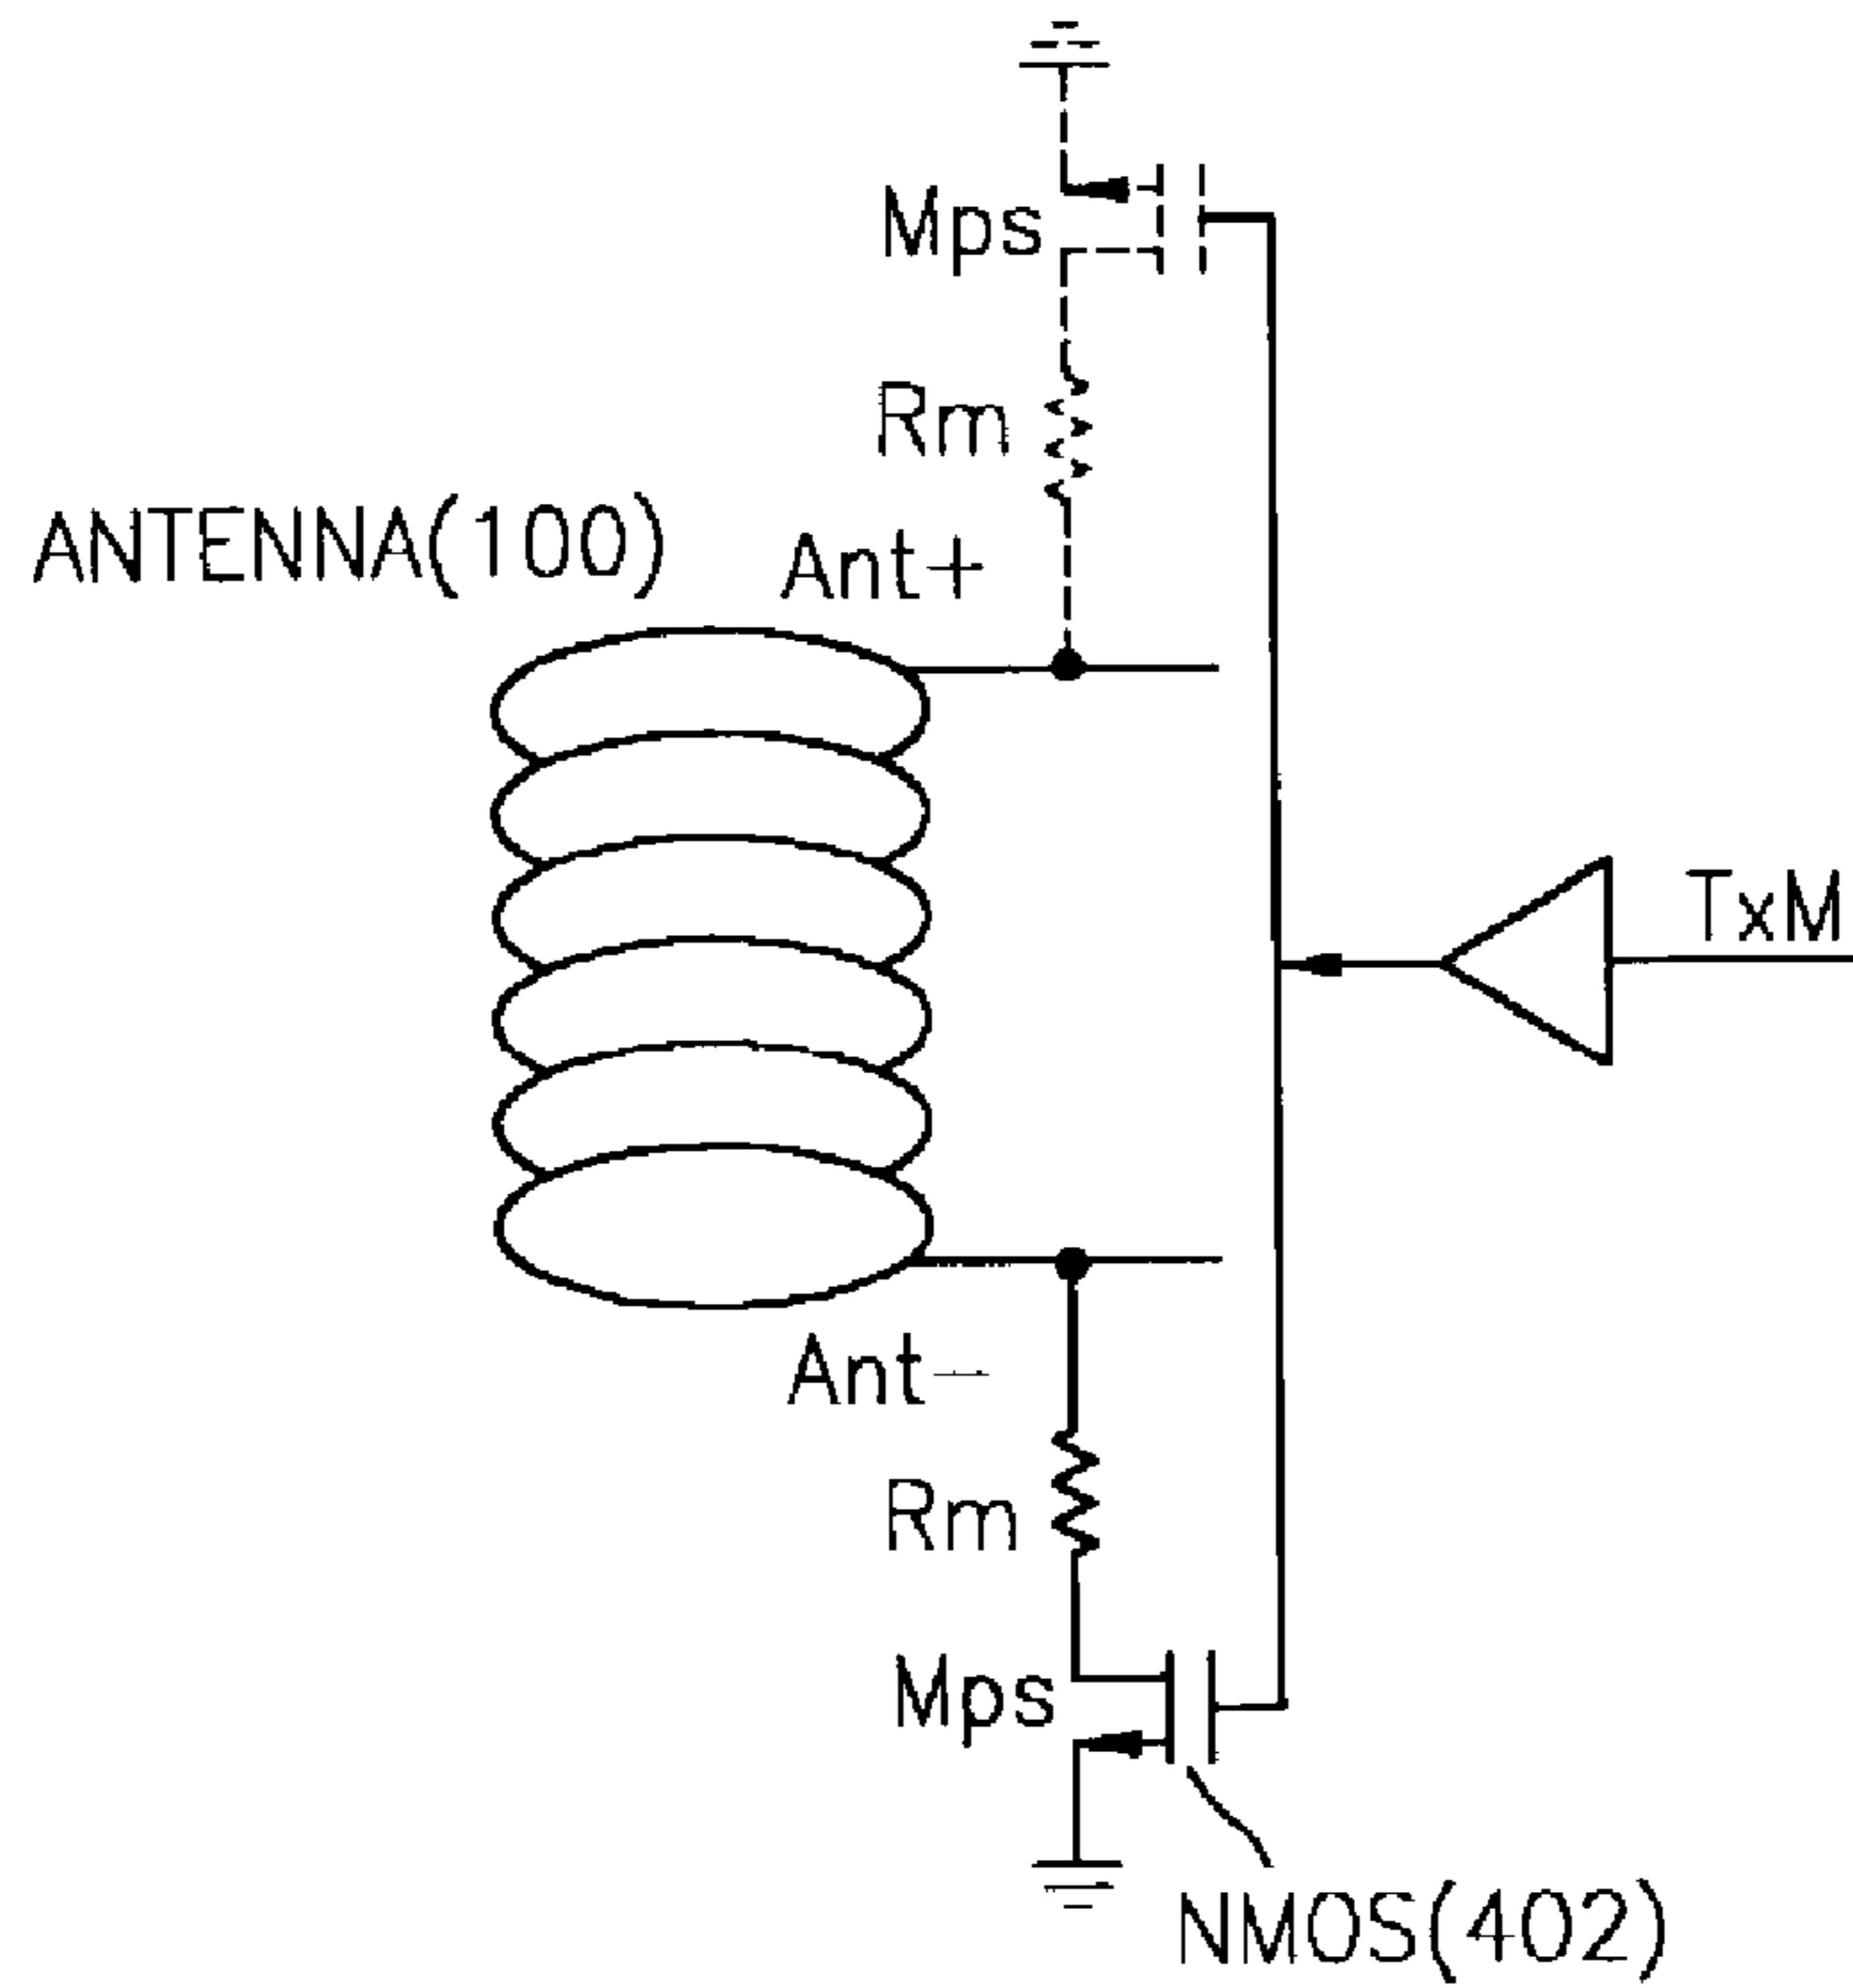 Mps
Rm
ANTENNA(100)
Ant+
TxM
Ant-
Rm
Mps
NMOS(402)